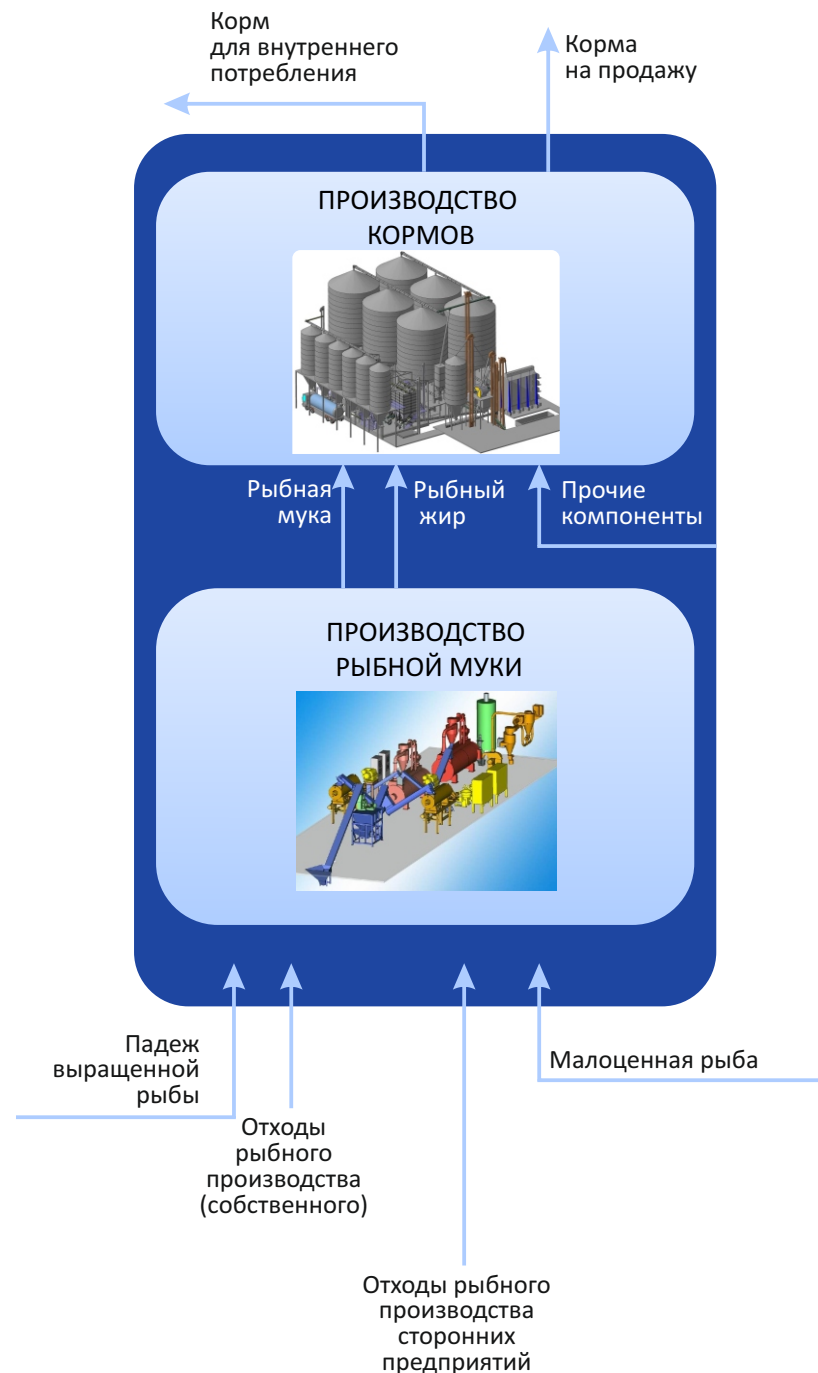 Корм
для внутреннего
потребления
Корма
на продажу
ПРОИЗВОДСТВО
КОРМОВ
Рыбная
мука
Рыбный
жир
Прочие
компоненты
ПРОИЗВОДСТВО
РЫБНОЙ МУКИ
Падеж
выращенной
рыбы
Малоценная рыба
Отходы
рыбного
производства
(собственного)
Отходы рыбного
производства
сторонних
предприятий